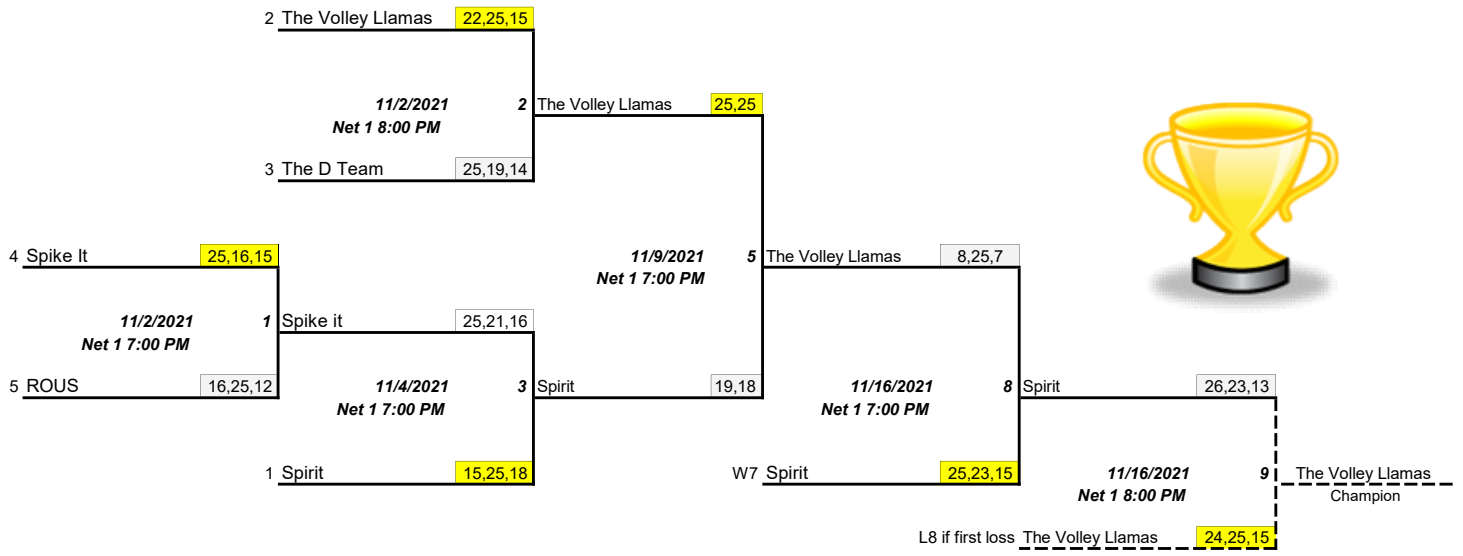 2 The Volley Llamas 22,25,15
11/2/2021 2 The Volley Llamas 25,25
Net 1 8:00 PM
3 The D Team 25,19,14
4 Spike It 25,16,15 11/9/2021 5 The Volley Llamas 8,25,7
Net 1 7:00 PM
11/2/2021 1 Spike it 25,21,16
Net 1 7:00 PM
5 ROUS 16,25,12 11/4/2021 3 Spirit 19,18 11/16/2021 8 Spirit 26,23,13
Net 1 7:00 PM Net 1 7:00 PM
1 Spirit 15,25,18 W7 Spirit 25,23,15 11/16/2021 9 The Volley Llamas
Net 1 8:00 PM Champion
L8 if first loss The Volley Llamas 24,25,15